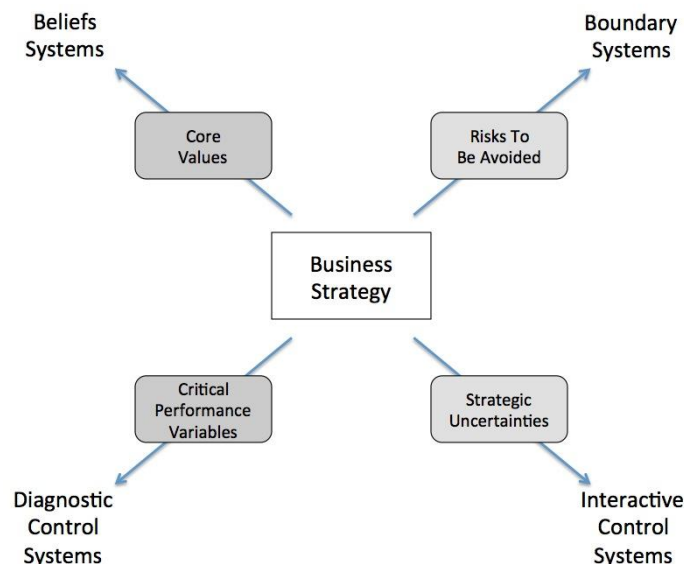 Beliefs
Systems
Boundary
Systems
Core
Values
Risks To
Be Avoided
Business
Strategy
Critical
Performance
Variables
Strategic
Uncertainties
Diagnostic
Control
Systems
Interactive
Control
Systems